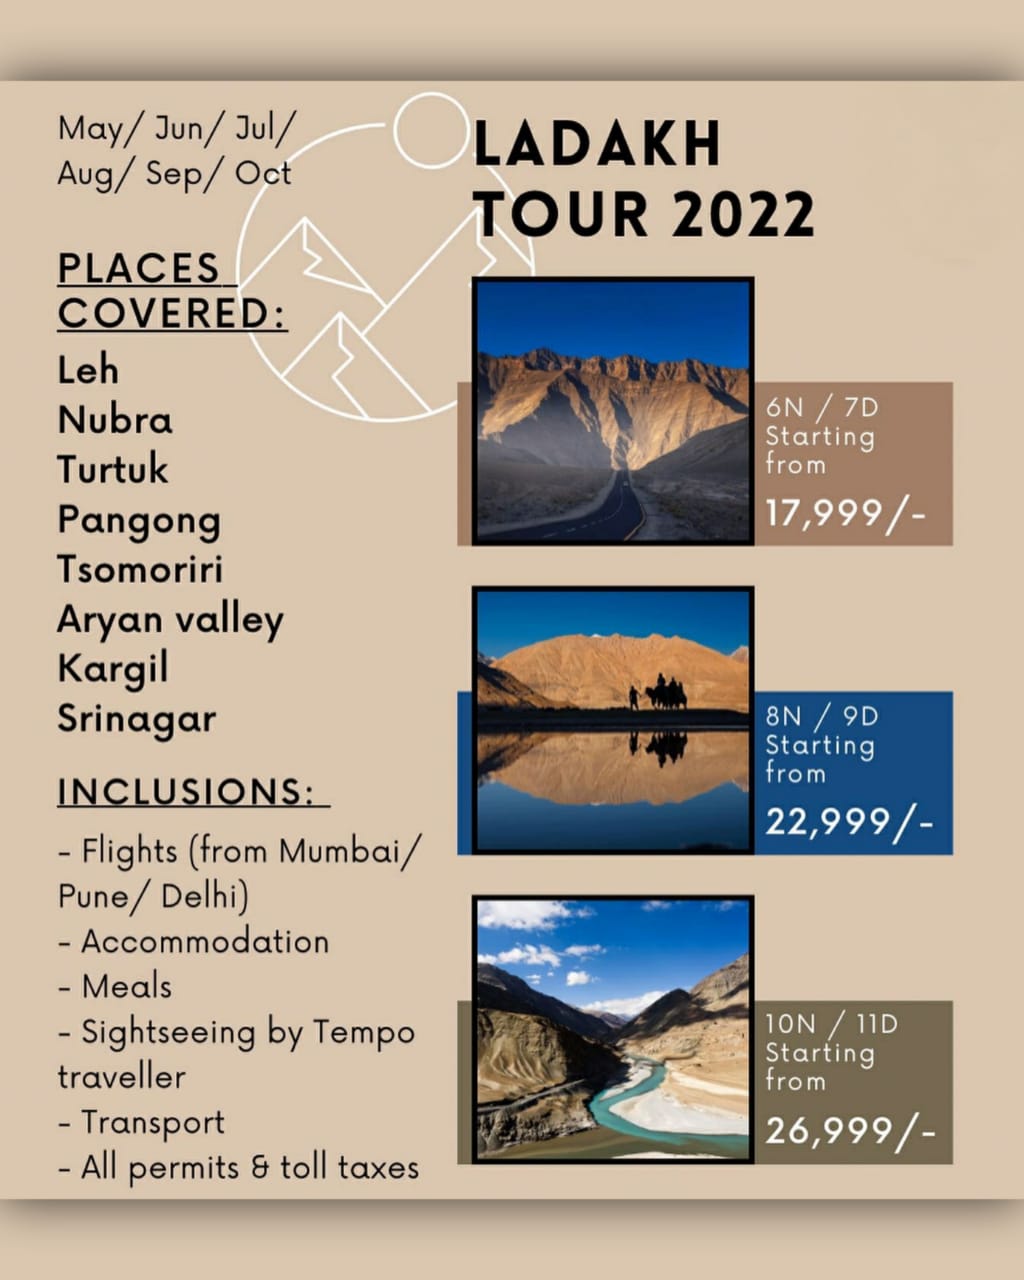 May/ Jun/ Jul/
Aug/ Sep/ Oct
PLACES
COVERED:
Leh
Nubra
Turtuk
Pangong
Tsomoriri
Aryan valley
Kargil
Srinagar
INCLUSIONS:
- Flights (from Mumbai/
Pune/ Delhi)
- Accommodation
- Meals
- Sightseeing by Tempo
traveller
- Transport
- All permits & toll taxes
LADAKH
TOUR 2022
6N / 7D
Starting
from
17,999/-
8N / 9D
Starting
from
22,999/-
10N / 11D
Starting
from
26,999/-